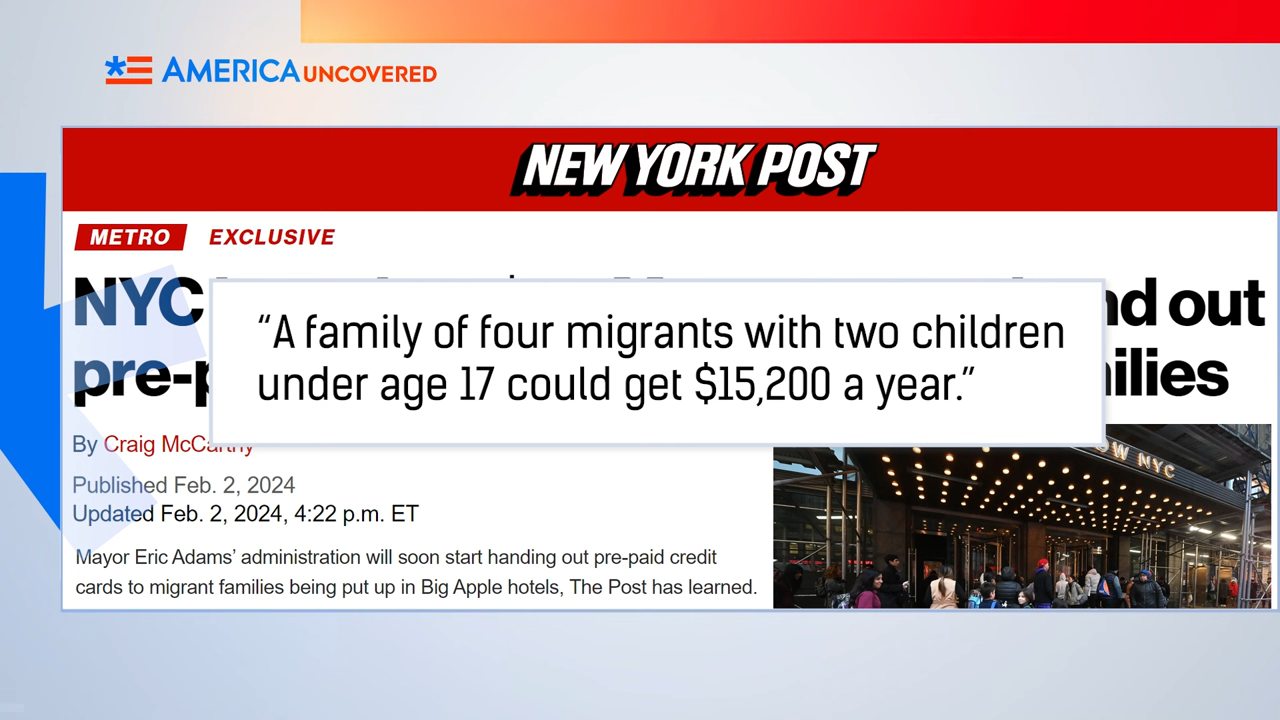 AMERICA UNCOVERED
NEW YORK POST
METRO EXCLUSIVE
NYC
nd out
“A family of four migrants with two children
under age 17 could get $15,200 a year.”
By Craig McCarthy
Published Feb. 2, 2024
Updated Feb. 2, 2024, 4:22 p.m. ET
OW NYC
Mayor Eric Adams’ administration will soon start handing out pre-paid credit
cards to migrant families being put up in Big Apple hotels, The Post has learned.